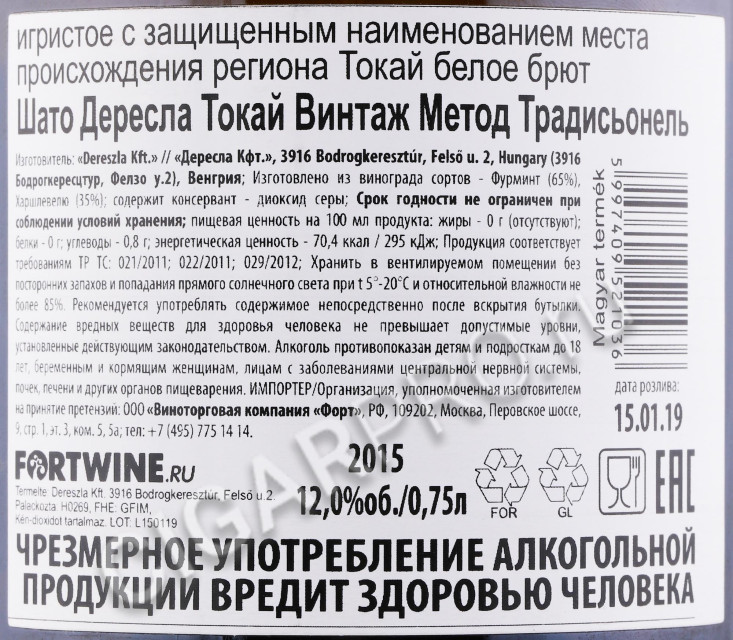 игристое с защищенным наименованием места
происхождения региона Токай белое брют
Шато Дересла Токай Винтаж Метод Традисьонель
Изготовитель: «Dereszla Kft.» // «Дересла Кфт.», 3916 Bodrogkeresztúr, Felső u. 2, Hungary (3916
Бодрогкересцтур, Фелзо у.2), Венгрия; Изготовлено из винограда сортов - Фурминт (65%),
Харшлевелю (35%); содержит консервант - диоксид серы; Срок годности не ограничен при
соблюдении условий хранения; пищевая ценность на 100 мл продукта: жиры - 0 г (отсутствуют);
белки - 0 г; углеводы - 0,8 г; энергетическая ценность - 70,4 ккал / 295 кДж; Продукция соответствует
требованиям ТР ТС: 021/2011; 022/2011; 029/2012; Хранить в вентилируемом помещении без
посторонних запахов и попадания прямого солнечного света при t 5°-20°С и относительной влажности не
более 85%. Рекомендуется употреблять содержимое непосредственно после вскрытия бутылки.
Содержание вредных веществ для здоровья человека не превышает допустимые уровни,
установленные действующим законодательством. Алкоголь противопоказан детям и подросткам до 18
лет, беременным и кормящим женщинам, лицам с заболеваниями центральной нервной системы,
почек, печени и других органов пищеварения. ИМПОРТЕР/Организация, уполномоченная изготовителем
на принятие претензий: ООО «Виноторговая компания «Форт», РФ, 109202, Москва, Перовское шоссе,
9, стр. 1, эт. 3, ком. 5, 5а; тел: +7 (495) 775 14 14.
Magyar termék
5 997409 521036
дата розлива:
15.01.19
FORTWINE.RU
2015
12,0%об./0,75л
Termelte: Dereszla Kft. 3916 Bodrogkeresztúr, Felső u.2.
Palackozta: H0269, FHE: GFIM,
Kén-dioxidot tartalmaz. LOT: L150119
FOR
GL
EAC
ЧРЕЗМЕРНОЕ УПОТРЕБЛЕНИЕ АЛКОГОЛЬНОЙ
ПРОДУКЦИИ ВРЕДИТ ЗДОРОВЬЮ ЧЕЛОВЕКА
CIGARPRO.ru